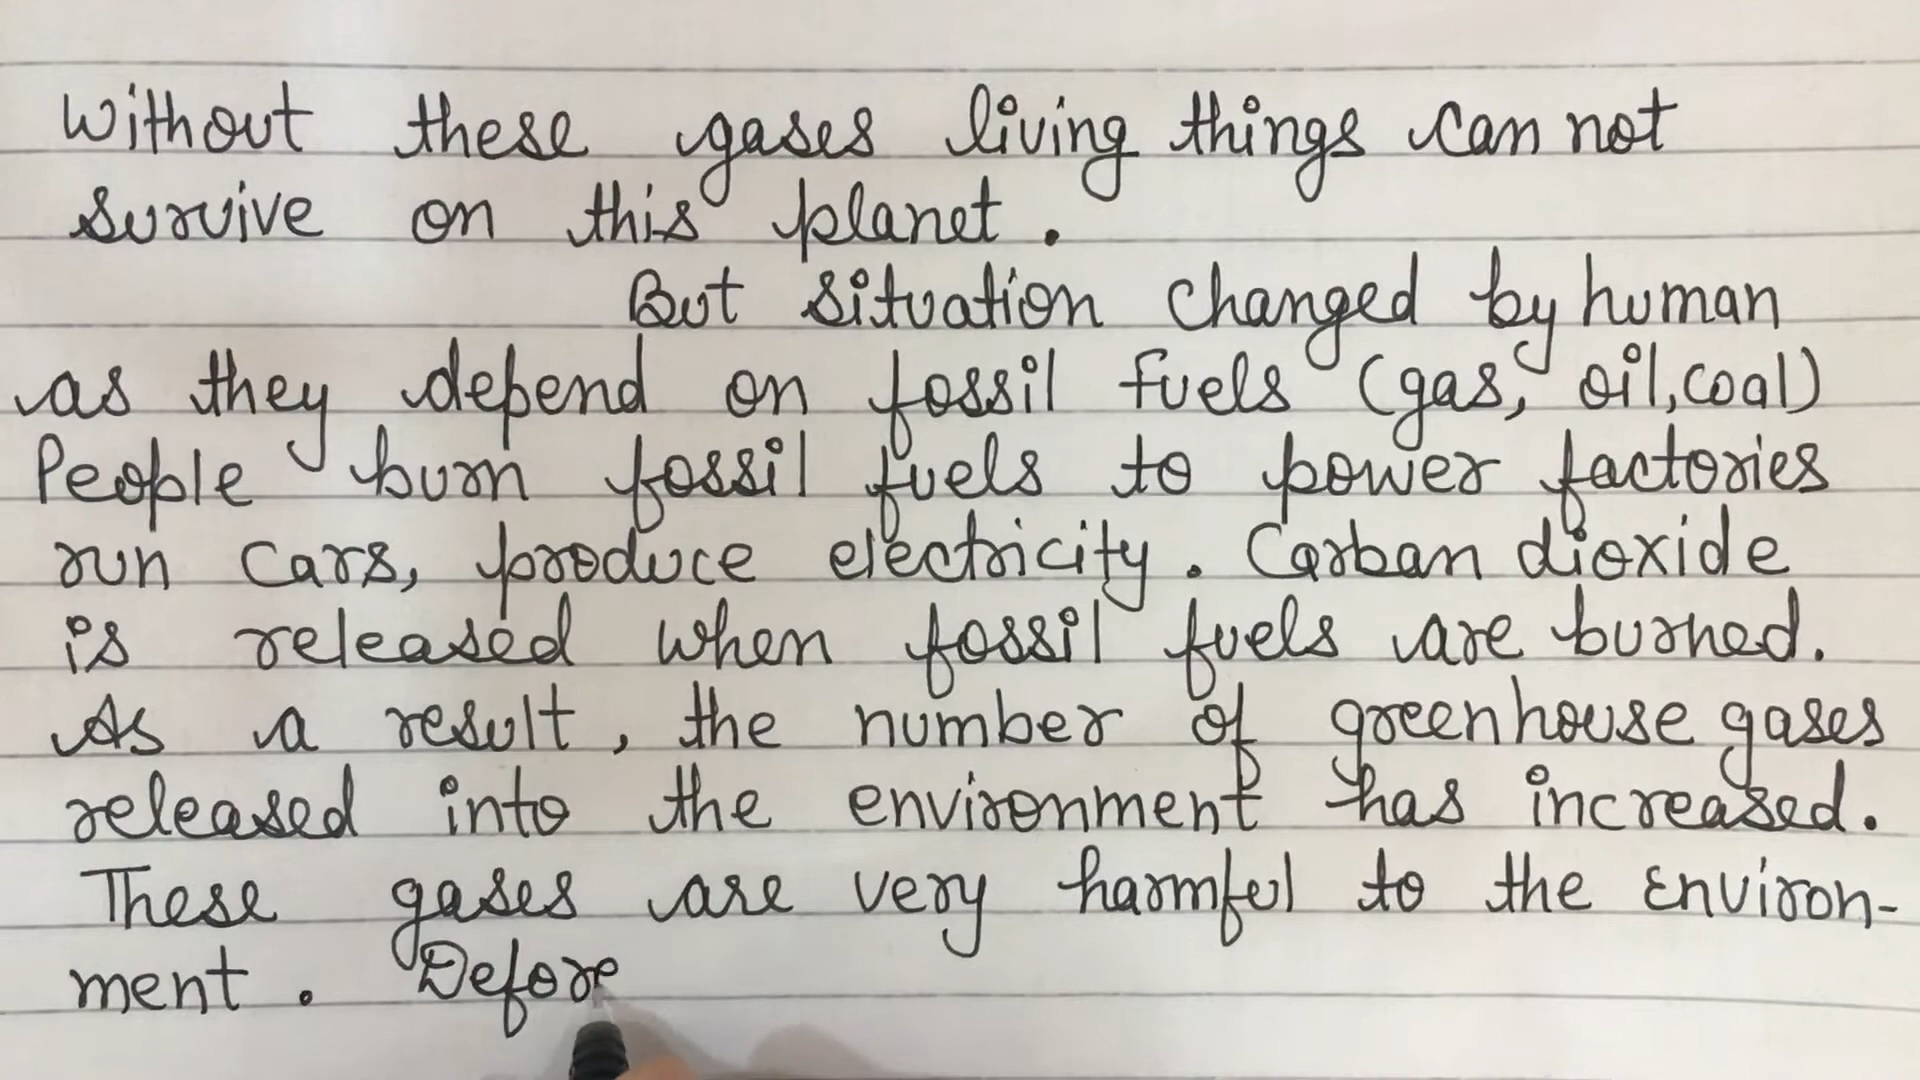 Without these gases living things can not
survive on this planet.
But situation changed by human
as they depend on fossil fuels (gas, oil, coal)
People burn fossil fuels to power factories
run cars, produce electricity. Carban dioxide
is released when fossil fuels are burned.
As a result, the number of greenhouse gases
released into the environment has increased.
These gases are very harmful to the environ-
ment. Defore